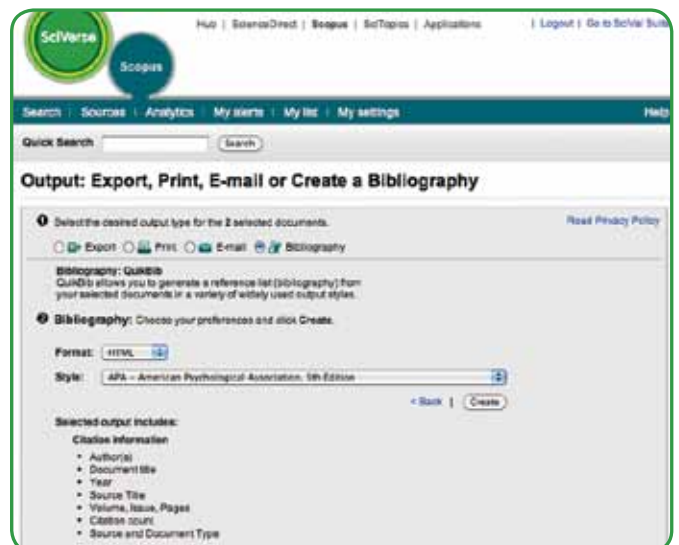 SciVerse
Scopus
Hub | ScienceDirect | Scopus | SciTopics | Applications
| Logout | Go to SciVal Suite
Search | Sources | Analytics | My alerts | My list | My settings
Help
Quick Search
Search
Output: Export, Print, E-mail or Create a Bibliography
1 Select the desired output type for the 2 selected documents.
Read Privacy Policy
Export Print E-mail Bibliography
Bibliography: QuikBib
QuikBib allows you to generate a reference list (bibliography) from
your selected documents in a variety of widely used output styles.
2 Bibliography: Choose your preferences and click Create.
Format: HTML
Style: APA - American Psychological Association, 5th Edition
< Back | Create
Selected output includes:
Citation information
• Author(s)
• Document title
• Year
• Source Title
• Volume, Issue, Pages
• Citation count
• Source and Document Type